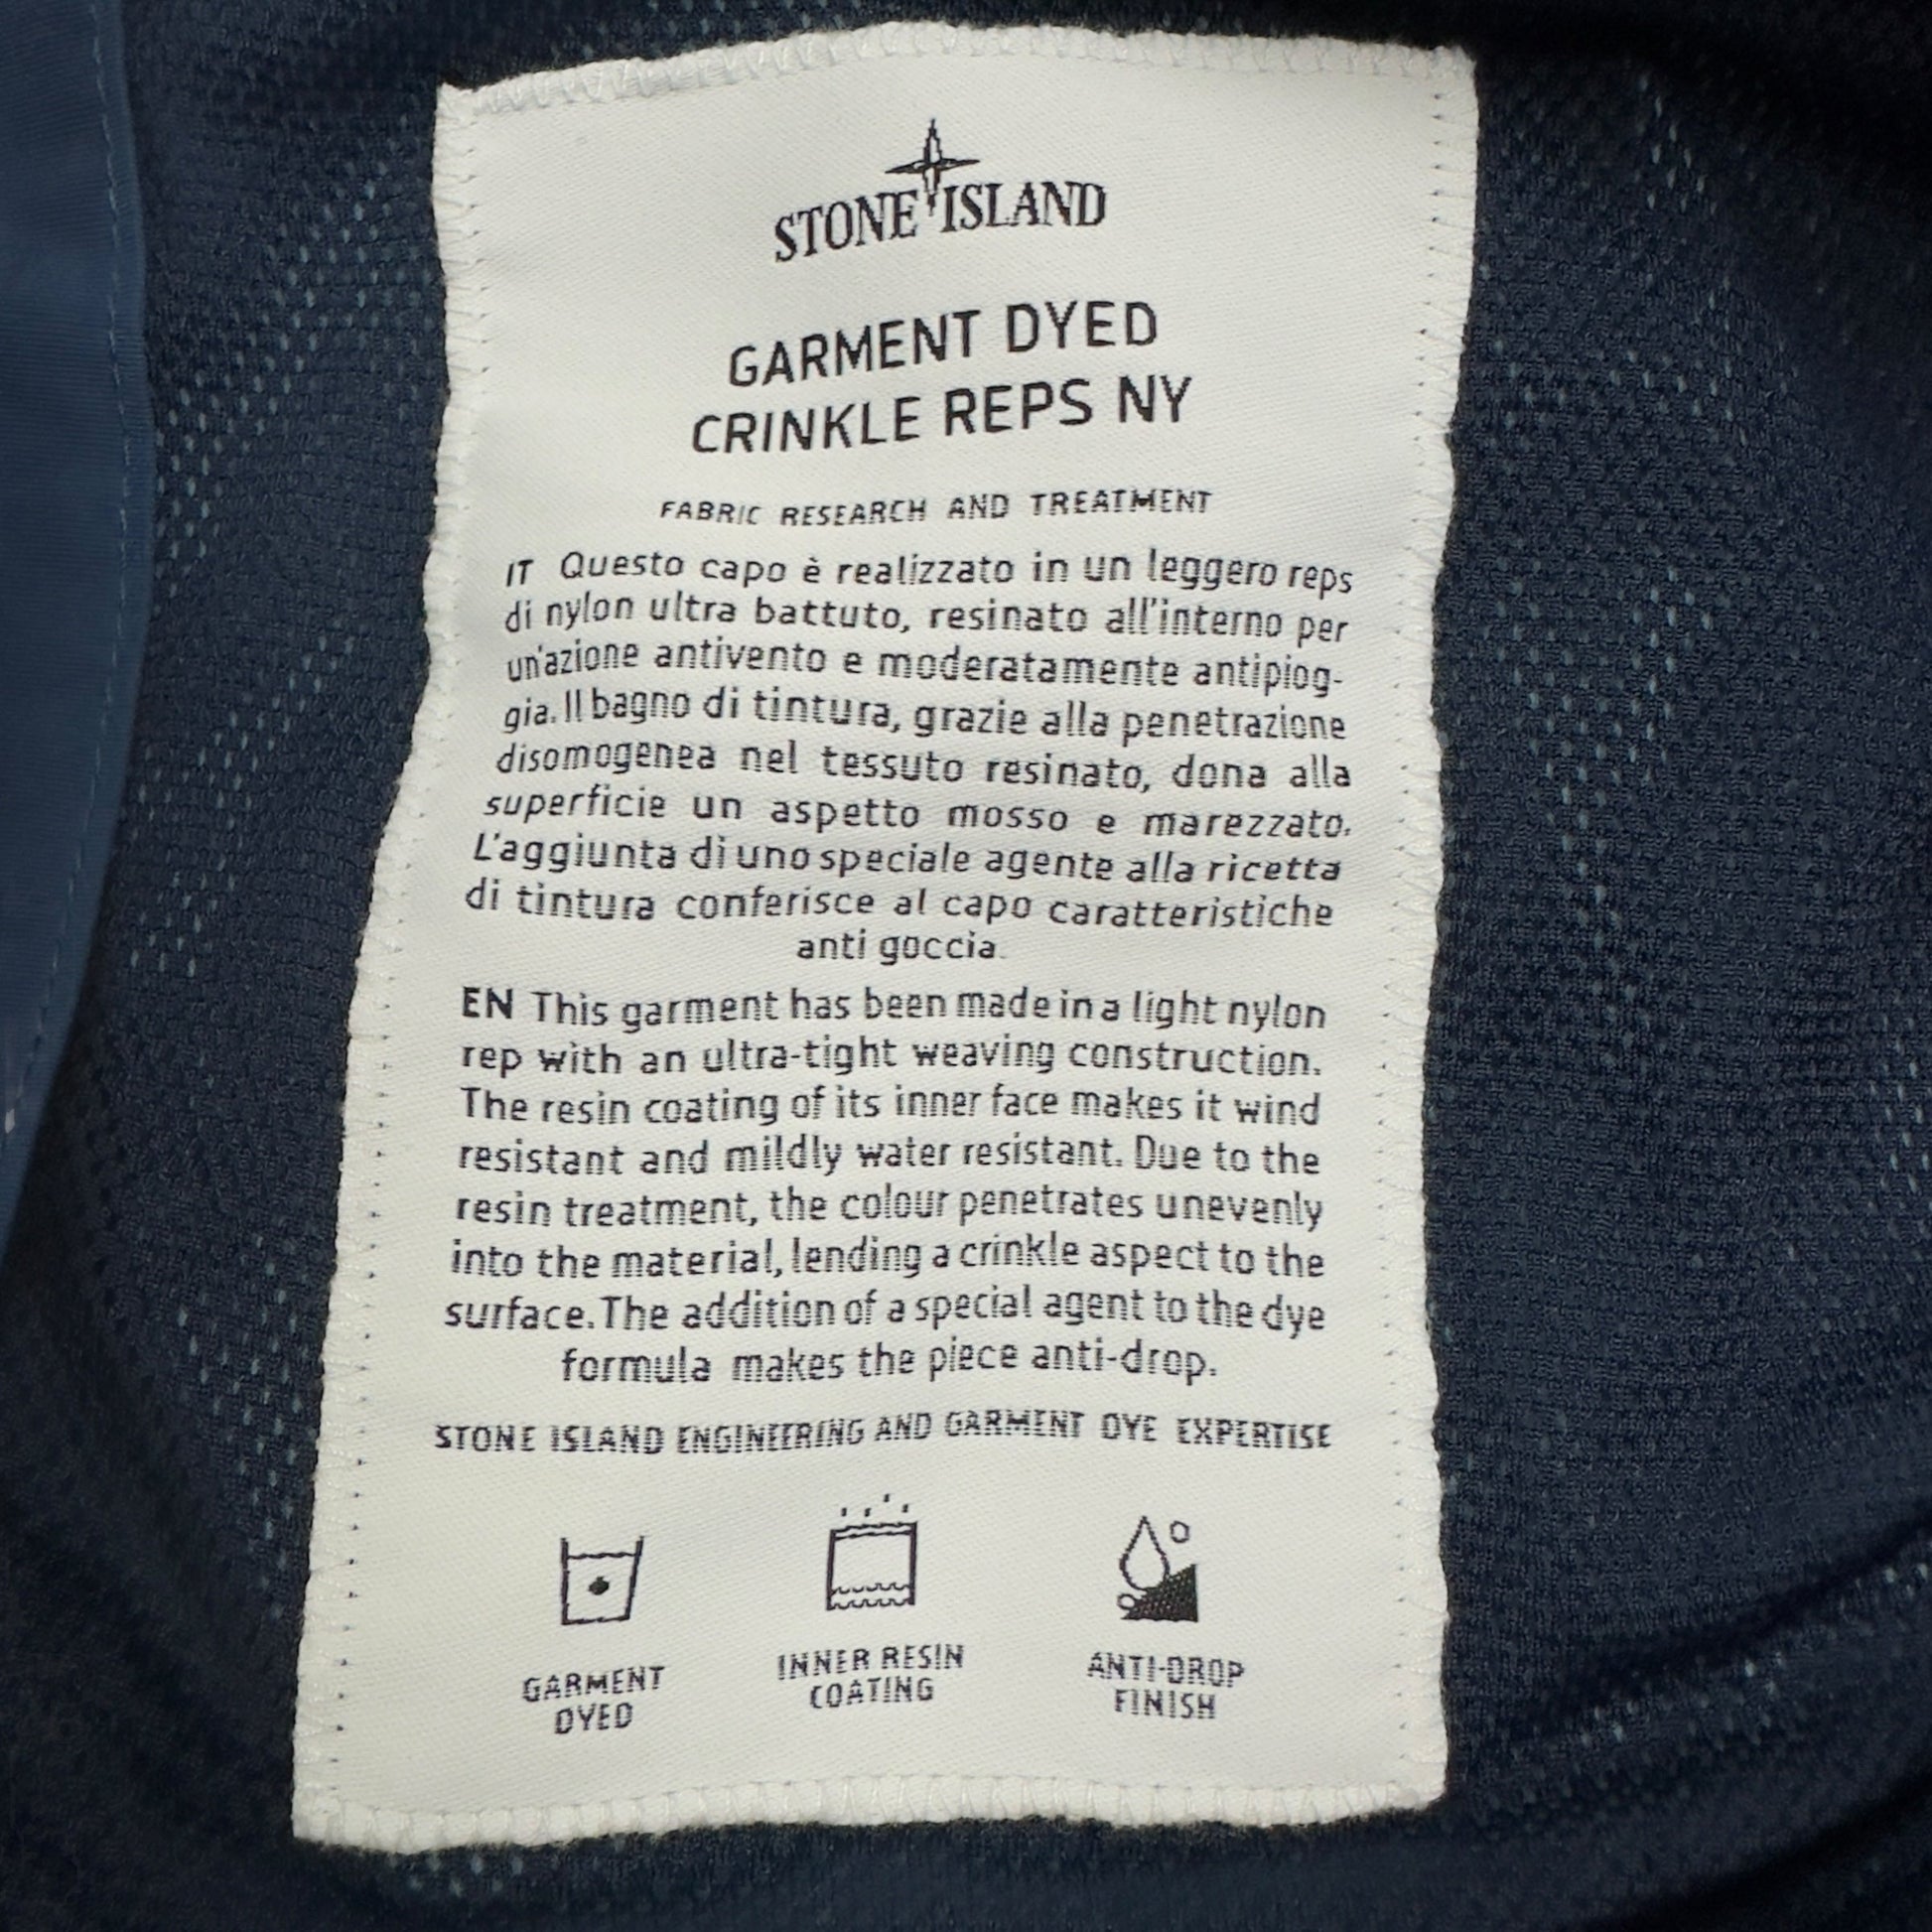 STONE ISLAND
GARMENT DYED
CRINKLE REPS NY
FABRIC RESEARCH AND TREATMENT
IT Questo capo è realizzato in un leggero reps
di nylon ultra battuto, resinato all'interno per
un'azione antivento e moderatamente antipiog-
gia. Il bagno di tintura, grazie alla penetrazione
disomogenea nel tessuto resinato, dona alla
superficie un aspetto mosso e marezzato.
L'aggiunta di uno speciale agente alla ricetta
di tintura conferisce al capo caratteristiche
anti goccia.
EN This garment has been made in a light nylon
rep with an ultra-tight weaving construction.
The resin coating of its inner face makes it wind
resistant and mildly water resistant. Due to the
resin treatment, the colour penetrates unevenly
into the material, lending a crinkle aspect to the
surface. The addition of a special agent to the dye
formula makes the piece anti-drop.
STONE ISLAND ENGINEERING AND GARMENT DYE EXPERTISE
GARMENT
DYED
INNER RESIN
COATING
ANTI-DROP
FINISH